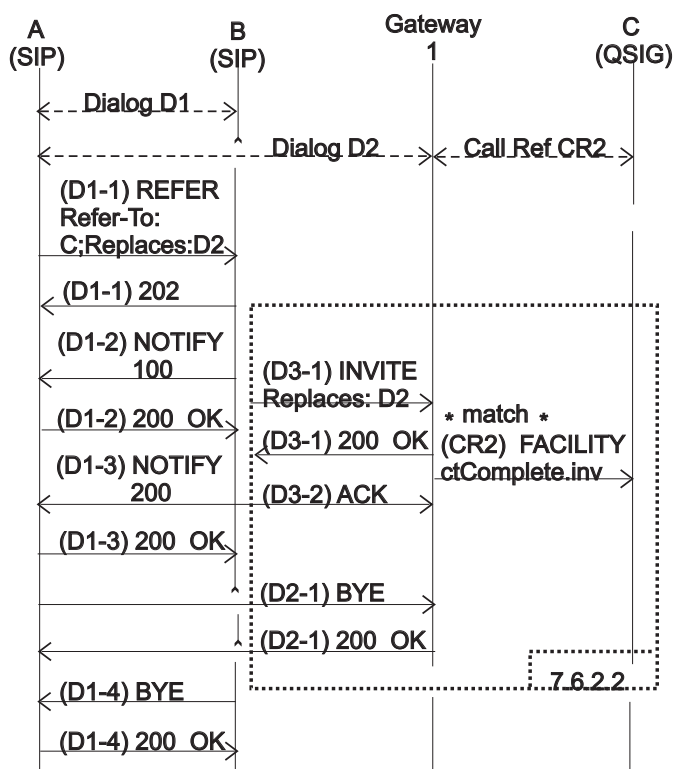 A
(SIP)
B
(SIP)
Gateway
1
C
(QSIG)
Dialog D1
Dialog D2
Call Ref CR2
(D1-1) REFER
Refer-To:
C;Replaces:D2
(D1-1) 202
(D1-2) NOTIFY
100
(D3-1) INVITE
Replaces: D2
(D1-2) 200 OK
* match *
(D3-1) 200 OK
(CR2) FACILITY
ctComplete.inv
(D1-3) NOTIFY
200
(D3-2) ACK
(D1-3) 200 OK
(D2-1) BYE
(D2-1) 200 OK
7.6.2.2
(D1-4) BYE
(D1-4) 200 OK